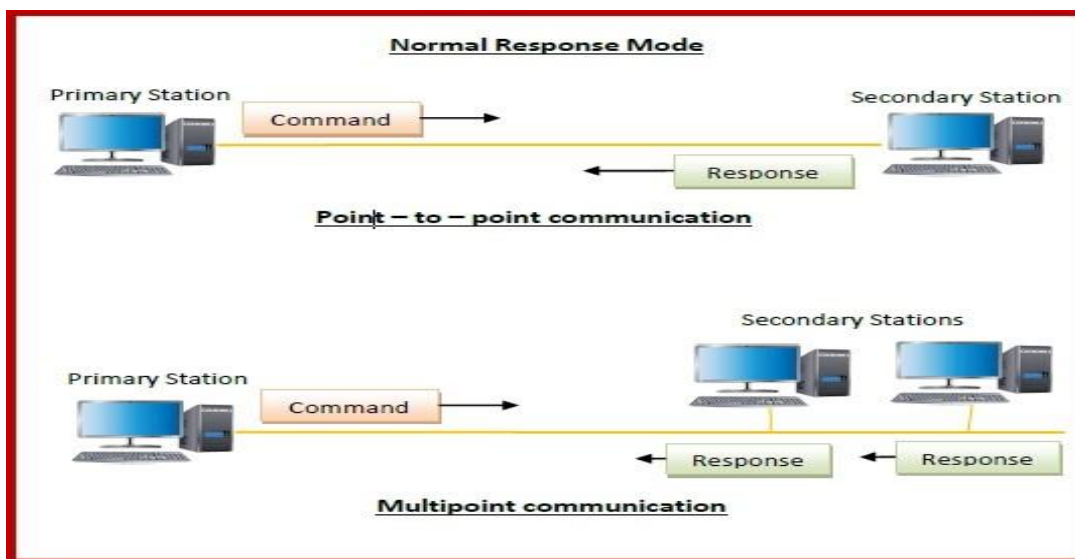 Normal Response Mode
Primary Station
Secondary Station
Command
Response
Point – to – point communication
Secondary Stations
Primary Station
Command
Response
Response
Multipoint communication